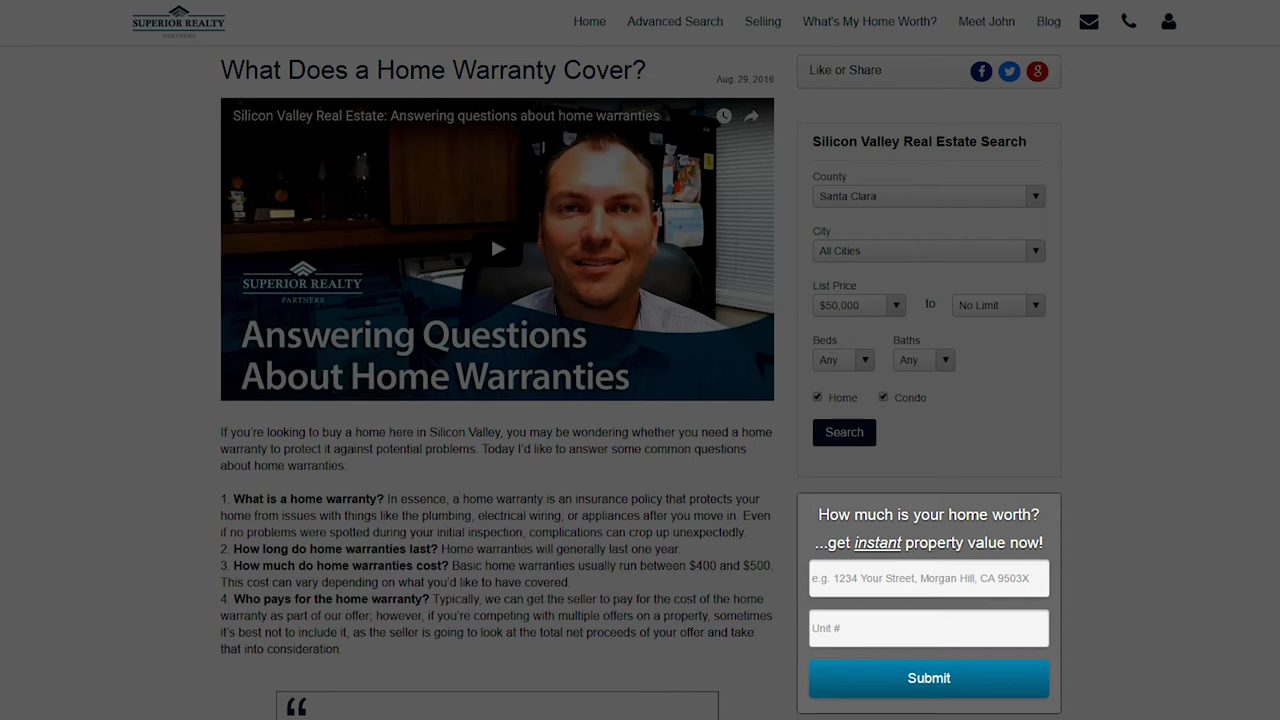 SUPERIOR REALTY
PARTNERS
Home
Advanced Search
Selling
What's My Home Worth?
Meet John
Blog
What Does a Home Warranty Cover?
Aug. 29, 2016
Silicon Valley Real Estate: Answering questions about home warranties
SUPERIOR REALTY
PARTNERS
Answering Questions
About Home Warranties
If you're looking to buy a home here in Silicon Valley, you may be wondering whether you need a home
warranty to protect it against potential problems. Today I'd like to answer some common questions
about home warranties:
1. What is a home warranty? In essence, a home warranty is an insurance policy that protects your
home from issues with things like the plumbing, electrical wiring, or appliances after you move in. Even
if no problems were spotted during your initial inspection, complications can crop up unexpectedly.
2. How long do home warranties last? Home warranties will generally last one year.
3. How much do home warranties cost? Basic home warranties usually run between $400 and $500.
This cost can vary depending on what you'd like to have covered.
4. Who pays for the home warranty? Typically, we can get the seller to pay for the cost of the home
warranty as part of our offer; however, if you're competing with multiple offers on a property, sometimes
it's best not to include it, as the seller is going to look at the total net proceeds of your offer and take
that into consideration.
“
Like or Share
f
8
Silicon Valley Real Estate Search
County
Santa Clara
City
All Cities
List Price
$50,000 to No Limit
Beds Baths
Any Any
Home Condo
Search
How much is your home worth?
...get instant property value now!
e.g. 1234 Your Street, Morgan Hill, CA 9503X
Unit #
Submit